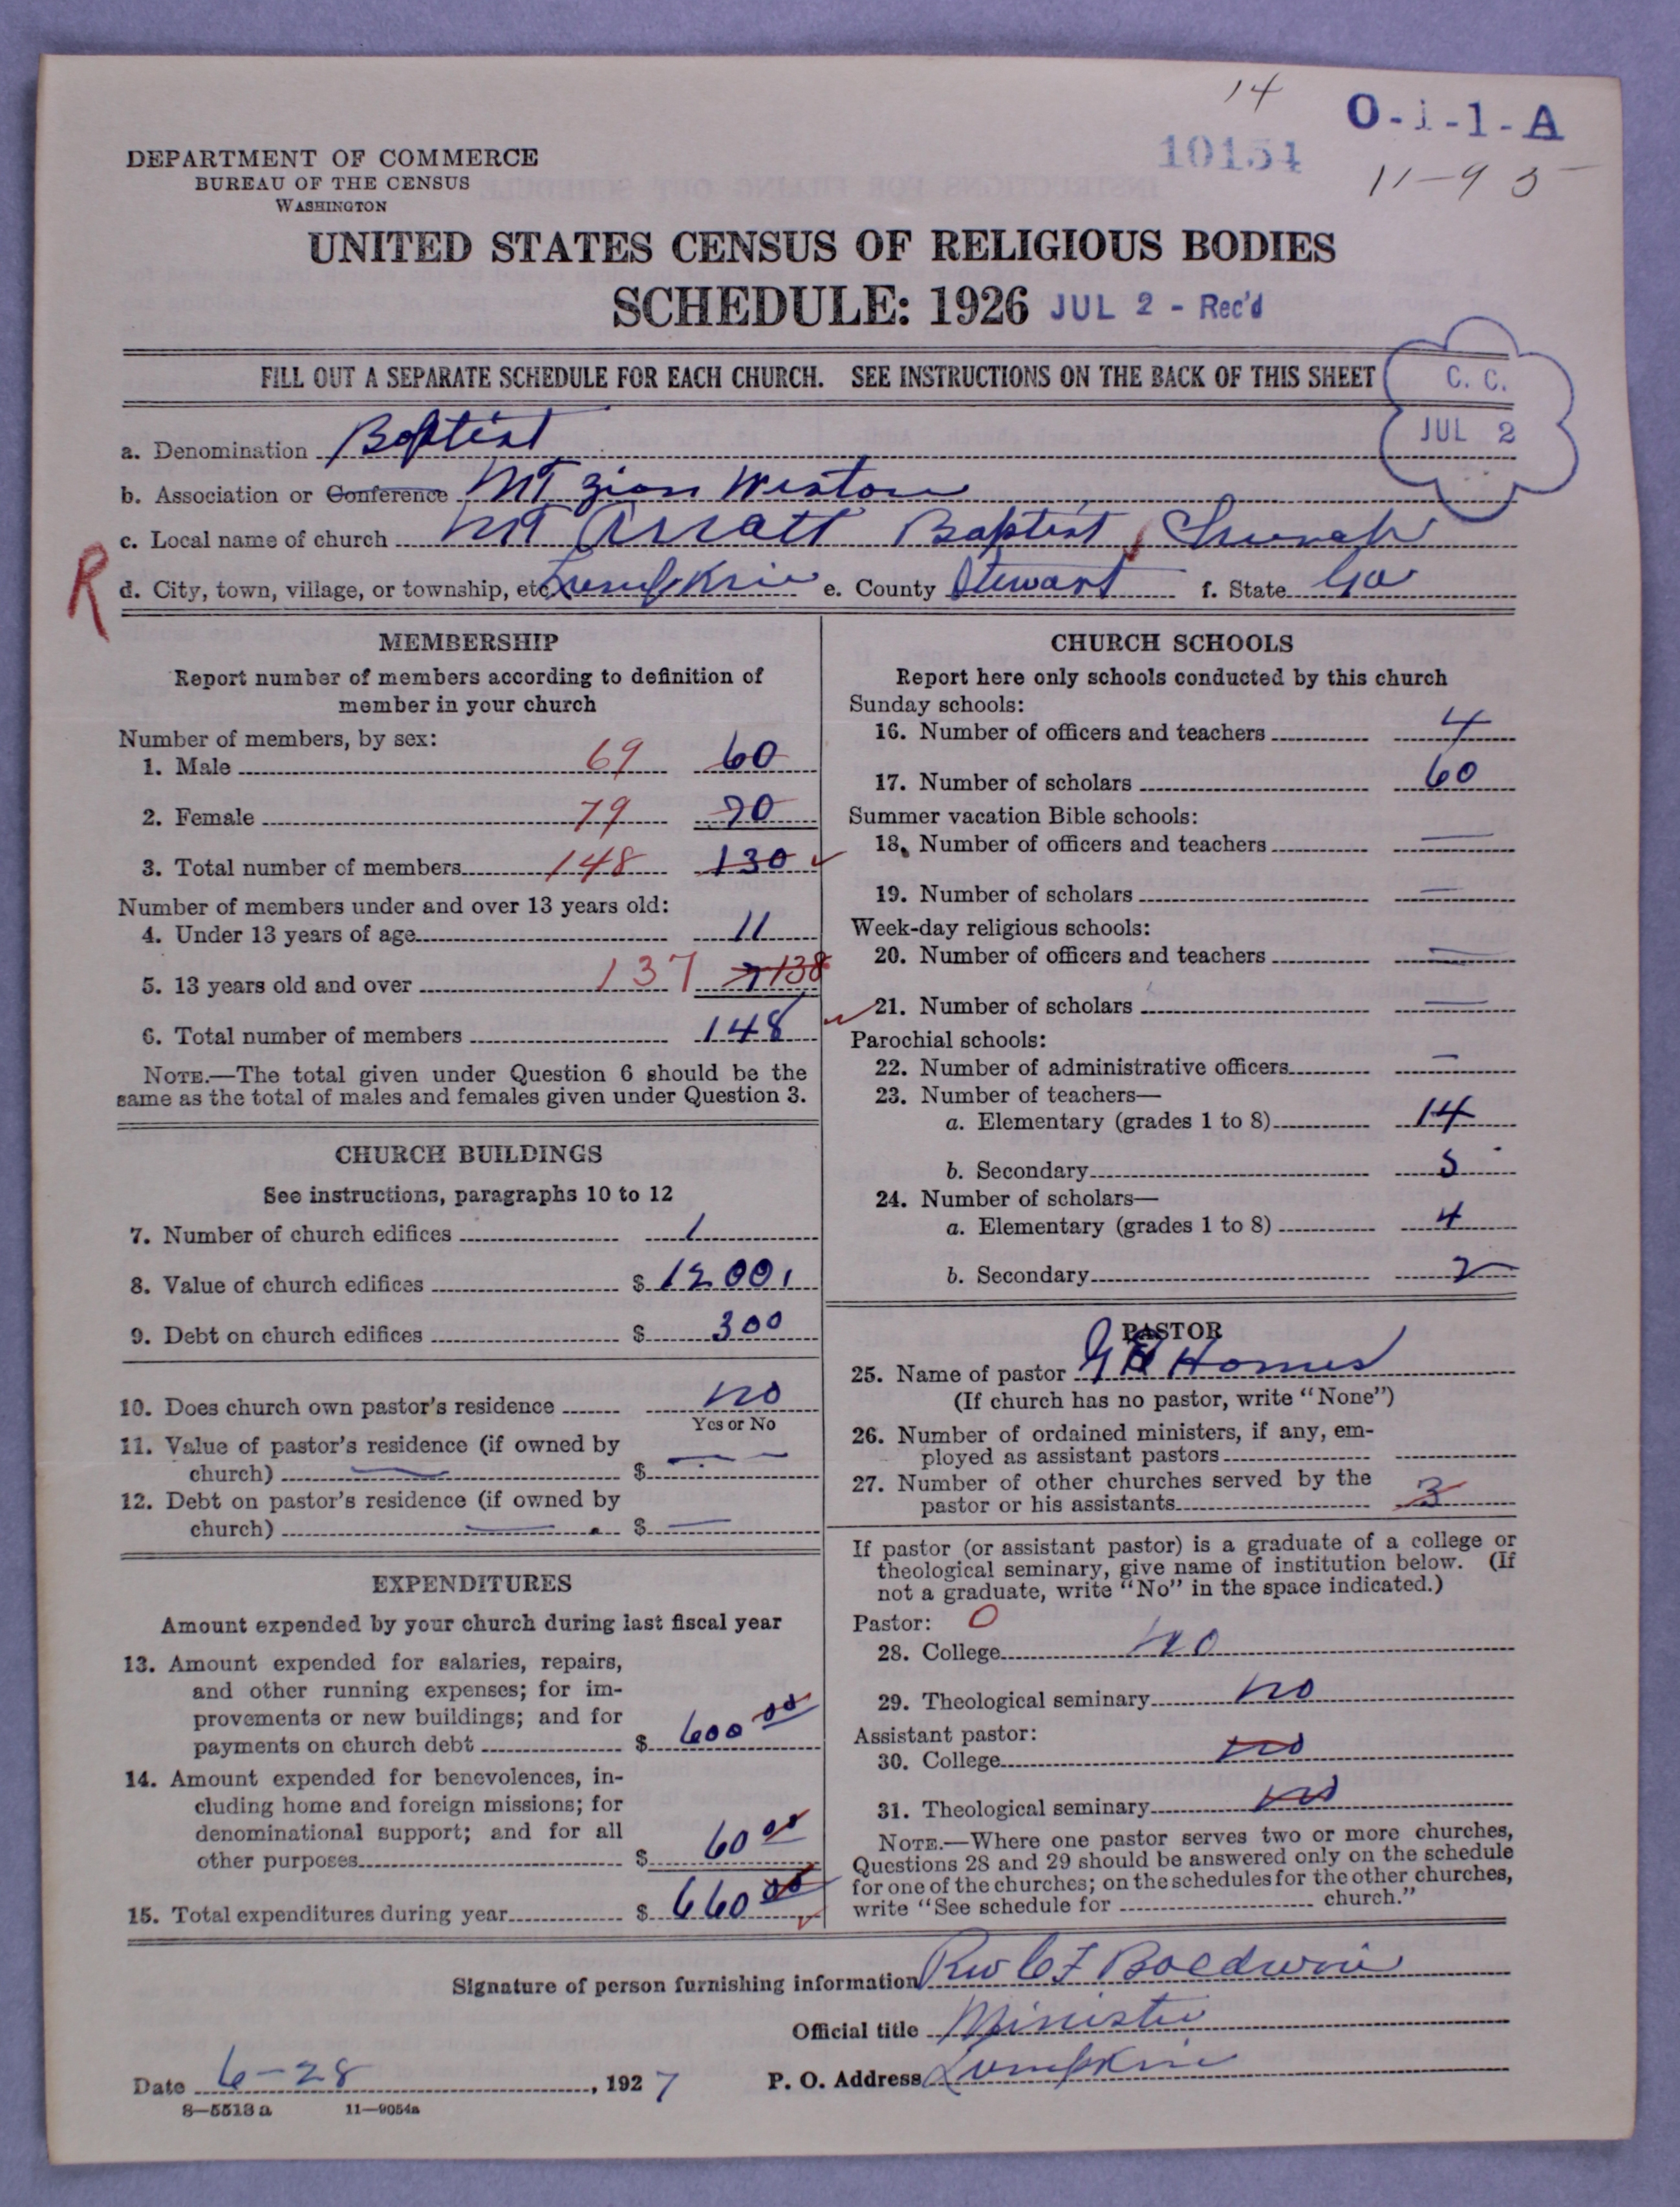 14
O-1-1-A
10154
11-95
DEPARTMENT OF COMMERCE
BUREAU OF THE CENSUS
WASHINGTON
UNITED STATES CENSUS OF RELIGIOUS BODIES
SCHEDULE: 1926 JUL 2 - Rec'd
FILL OUT A SEPARATE SCHEDULE FOR EACH CHURCH. SEE INSTRUCTIONS ON THE BACK OF THIS SHEET
C. C.
JUL 2
a. Denomination Baptist
b. Association or Conference Mt Zion Weston
c. Local name of church Mt Arratt Baptist Church
R
d. City, town, village, or township, etc. Lumpkin e. County Stewart f. State Ga
MEMBERSHIP
Report number of members according to definition of
member in your church
Number of members, by sex:
1. Male 69 60
2. Female 79 70
3. Total number of members 148 130
Number of members under and over 13 years old:
4. Under 13 years of age 11
5. 13 years old and over 137 138
6. Total number of members 148
NOTE.—The total given under Question 6 should be the
same as the total of males and females given under Question 3.
CHURCH BUILDINGS
See instructions, paragraphs 10 to 12
7. Number of church edifices 1
8. Value of church edifices $ 1200
9. Debt on church edifices $ 300
10. Does church own pastor's residence no
Yes or No
11. Value of pastor's residence (if owned by
church) — $ —
12. Debt on pastor's residence (if owned by
church) — $ —
EXPENDITURES
Amount expended by your church during last fiscal year
13. Amount expended for salaries, repairs,
and other running expenses; for im-
provements or new buildings; and for
payments on church debt $ 600 00
14. Amount expended for benevolences, in-
cluding home and foreign missions; for
denominational support; and for all
other purposes $ 60 00
15. Total expenditures during year $ 660 00
CHURCH SCHOOLS
Report here only schools conducted by this church
Sunday schools:
16. Number of officers and teachers 4
17. Number of scholars 60
Summer vacation Bible schools:
18. Number of officers and teachers —
19. Number of scholars —
Week-day religious schools:
20. Number of officers and teachers —
21. Number of scholars —
Parochial schools:
22. Number of administrative officers —
23. Number of teachers—
a. Elementary (grades 1 to 8) 14
b. Secondary 5
24. Number of scholars—
a. Elementary (grades 1 to 8) 4
b. Secondary 2
PASTOR
25. Name of pastor Homes
(If church has no pastor, write "None")
26. Number of ordained ministers, if any, em-
ployed as assistant pastors
27. Number of other churches served by the
pastor or his assistants 3
If pastor (or assistant pastor) is a graduate of a college or
theological seminary, give name of institution below. (If
not a graduate, write "No" in the space indicated.)
Pastor: 0
28. College no
29. Theological seminary no
Assistant pastor:
30. College no
31. Theological seminary no
NOTE.—Where one pastor serves two or more churches,
Questions 28 and 29 should be answered only on the schedule
for one of the churches; on the schedules for the other churches,
write "See schedule for church."
Signature of person furnishing information Rev C F Baldwin
Official title Minister
Date 6-28, 1927 P. O. Address Lumpkin
8—5513 a 11—9054a